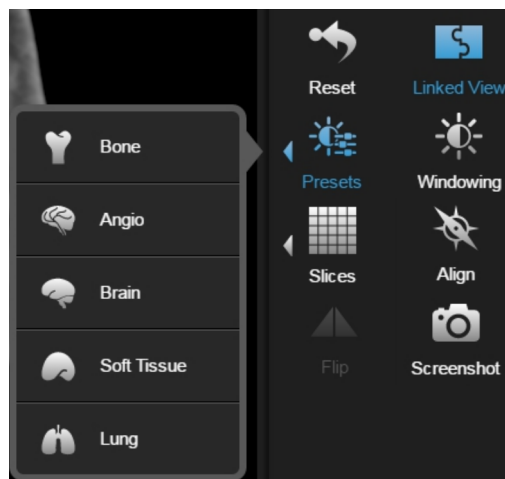 Reset
Linked View
Bone
Presets
Windowing
Angio
Slices
Align
Brain
Flip
Screenshot
Soft Tissue
Lung